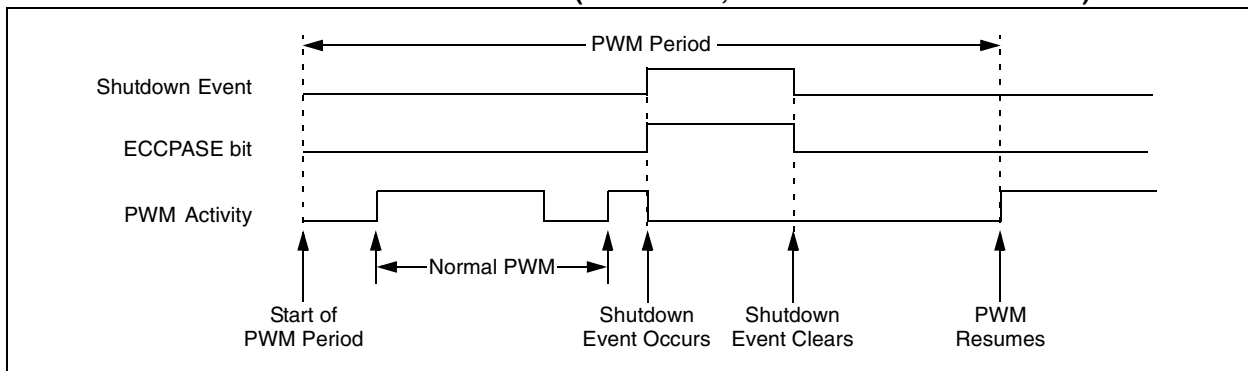 PWM Period
Shutdown Event
ECCPASE bit
PWM Activity
Normal PWM
Start of
PWM Period
Shutdown
Event Occurs
Shutdown
Event Clears
PWM
Resumes